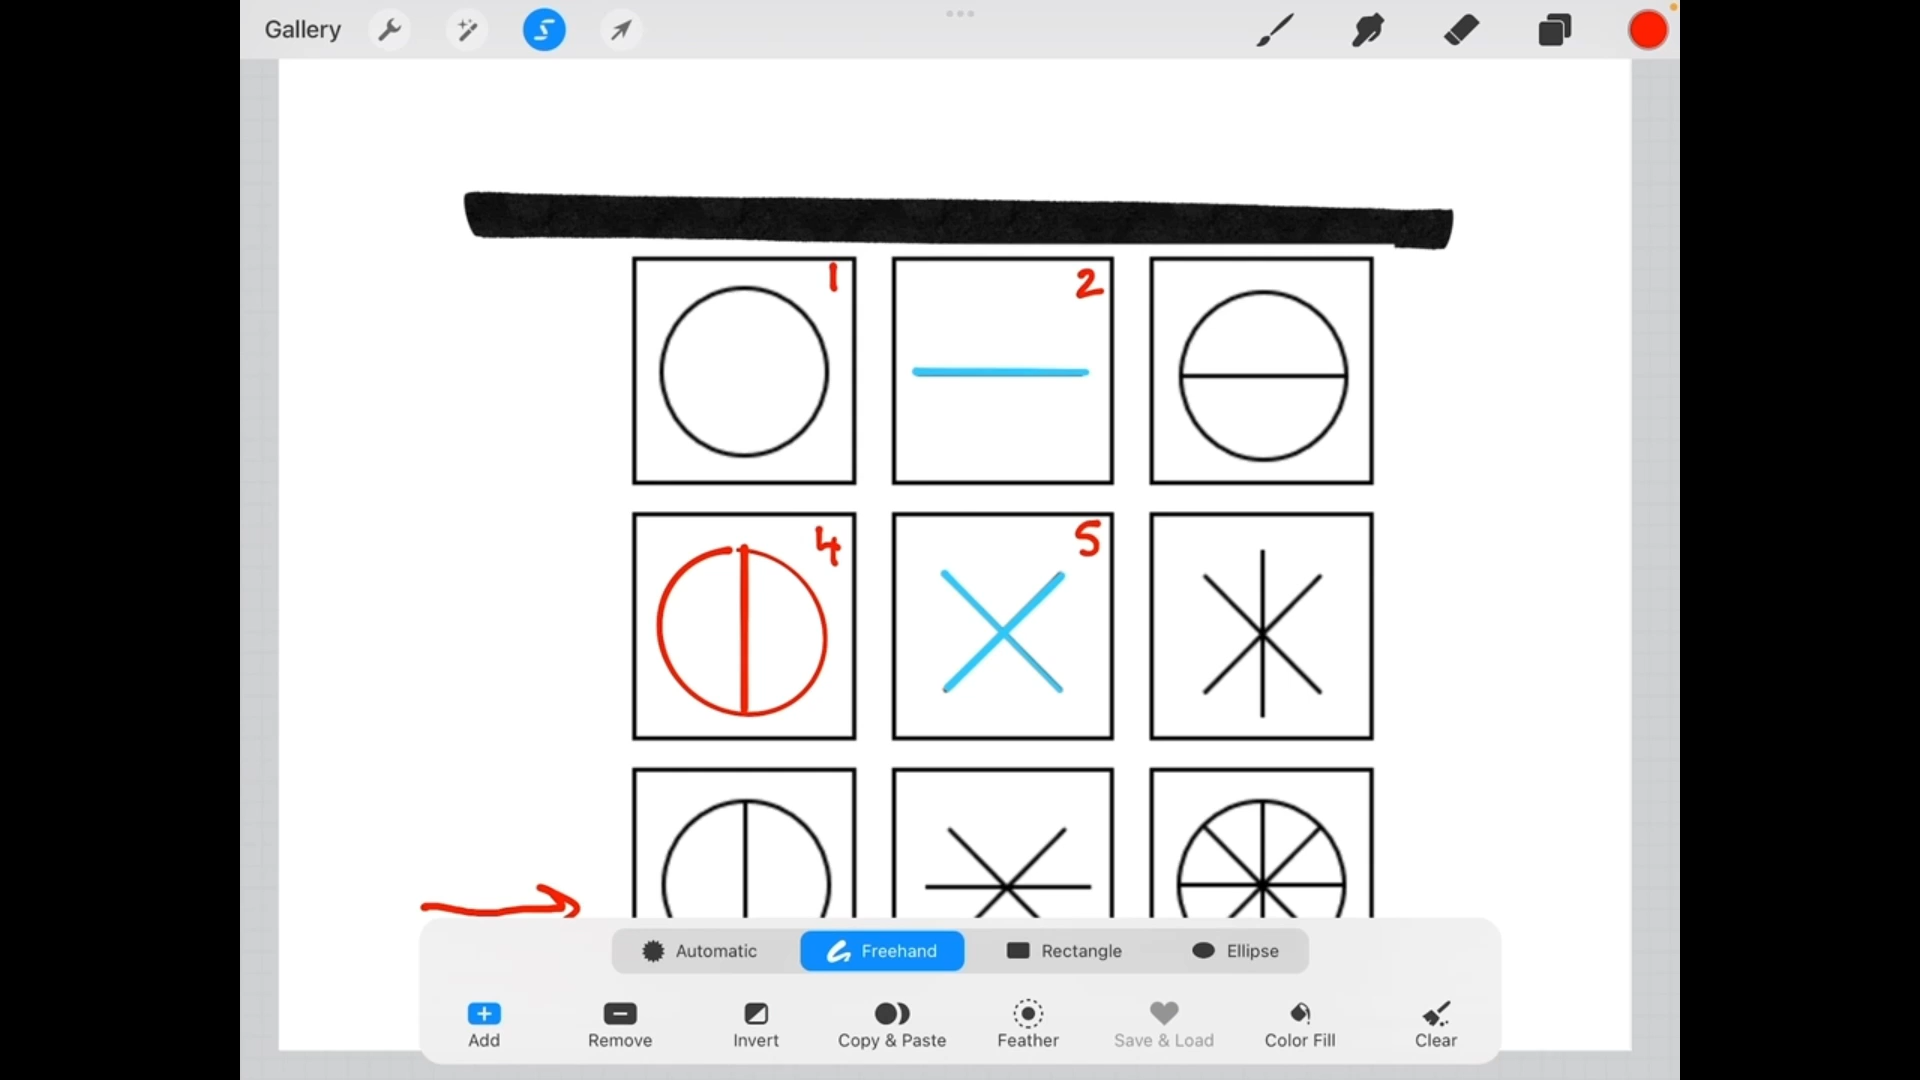 Gallery
1
2
4
5
Automatic
Freehand
Rectangle
Ellipse
Add
Remove
Invert
Copy & Paste
Feather
Save & Load
Color Fill
Clear